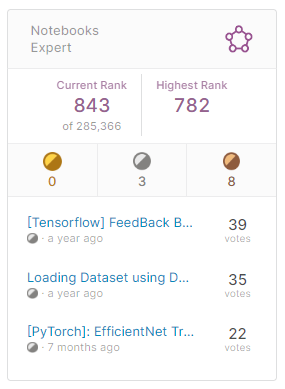 Notebooks
Expert
Current Rank
843
of 285,366
Highest Rank
782
0
3
8
[Tensorflow] FeedBack B...
39
· a year ago
votes
Loading Dataset using D...
35
· a year ago
votes
[PyTorch]: EfficientNet Tr...
22
· 7 months ago
votes